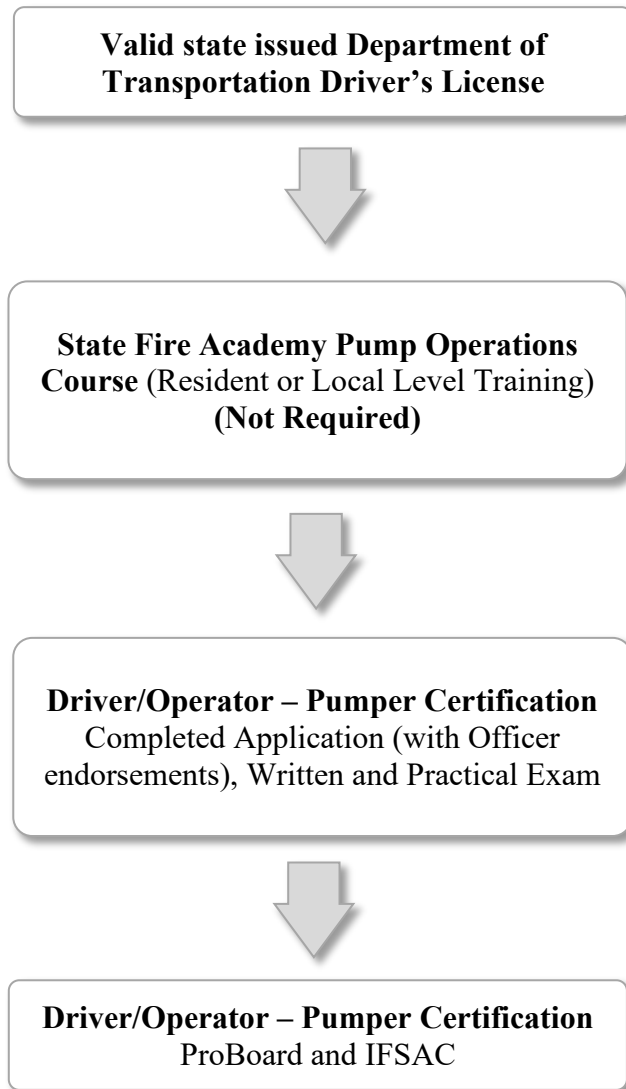 Valid state issued Department of
Transportation Driver’s License
State Fire Academy Pump Operations
Course (Resident or Local Level Training)
(Not Required)
Driver/Operator – Pumper Certification
Completed Application (with Officer
endorsements), Written and Practical Exam
Driver/Operator – Pumper Certification
ProBoard and IFSAC